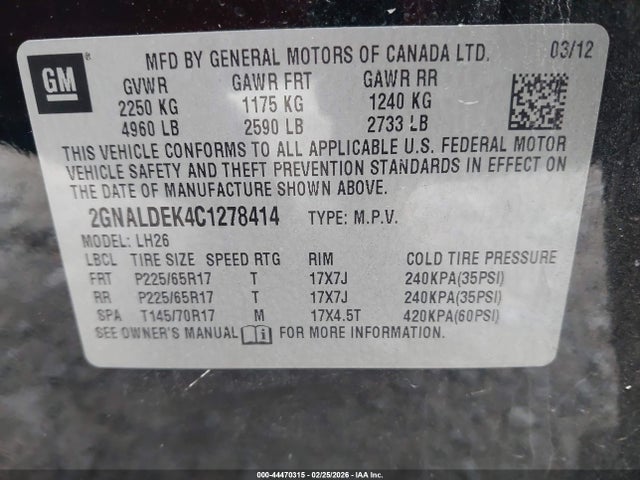 GM
MFD BY GENERAL MOTORS OF CANADA LTD. 03/12
GVWR GAWR FRT GAWR RR
2250 KG 1175 KG 1240 KG
4960 LB 2590 LB 2733 LB
THIS VEHICLE CONFORMS TO ALL APPLICABLE U.S. FEDERAL MOTOR
VEHICLE SAFETY AND THEFT PREVENTION STANDARDS IN EFFECT ON
THE DATE OF MANUFACTURE SHOWN ABOVE.
2GNALDEK4C1278414 TYPE: M.P.V.
MODEL: LH26
LBCL TIRE SIZE SPEED RTG RIM COLD TIRE PRESSURE
FRT P225/65R17 T 17X7J 240KPA(35PSI)
RR P225/65R17 T 17X7J 240KPA(35PSI)
SPA T145/70R17 M 17X4.5T 420KPA(60PSI)
SEE OWNER'S MANUAL FOR MORE INFORMATION.
000-44470315 - 02/25/2026 - IAA Inc.